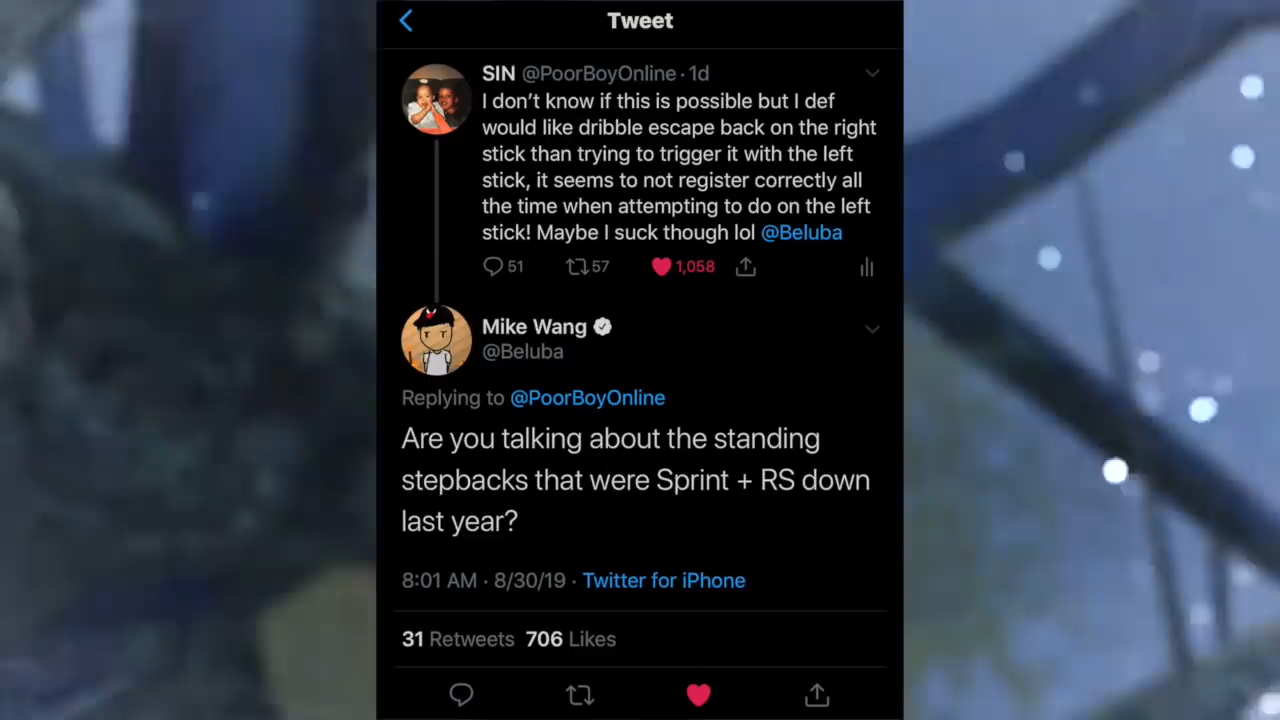 Tweet
SIN @PoorBoyOnline · 1d
I don’t know if this is possible but I def
would like dribble escape back on the right
stick than trying to trigger it with the left
stick, it seems to not register correctly all
the time when attempting to do on the left
stick! Maybe I suck though lol @Beluba
51 57 1,058
Mike Wang
@Beluba
Replying to @PoorBoyOnline
Are you talking about the standing
stepbacks that were Sprint + RS down
last year?
8:01 AM · 8/30/19 · Twitter for iPhone
31 Retweets 706 Likes